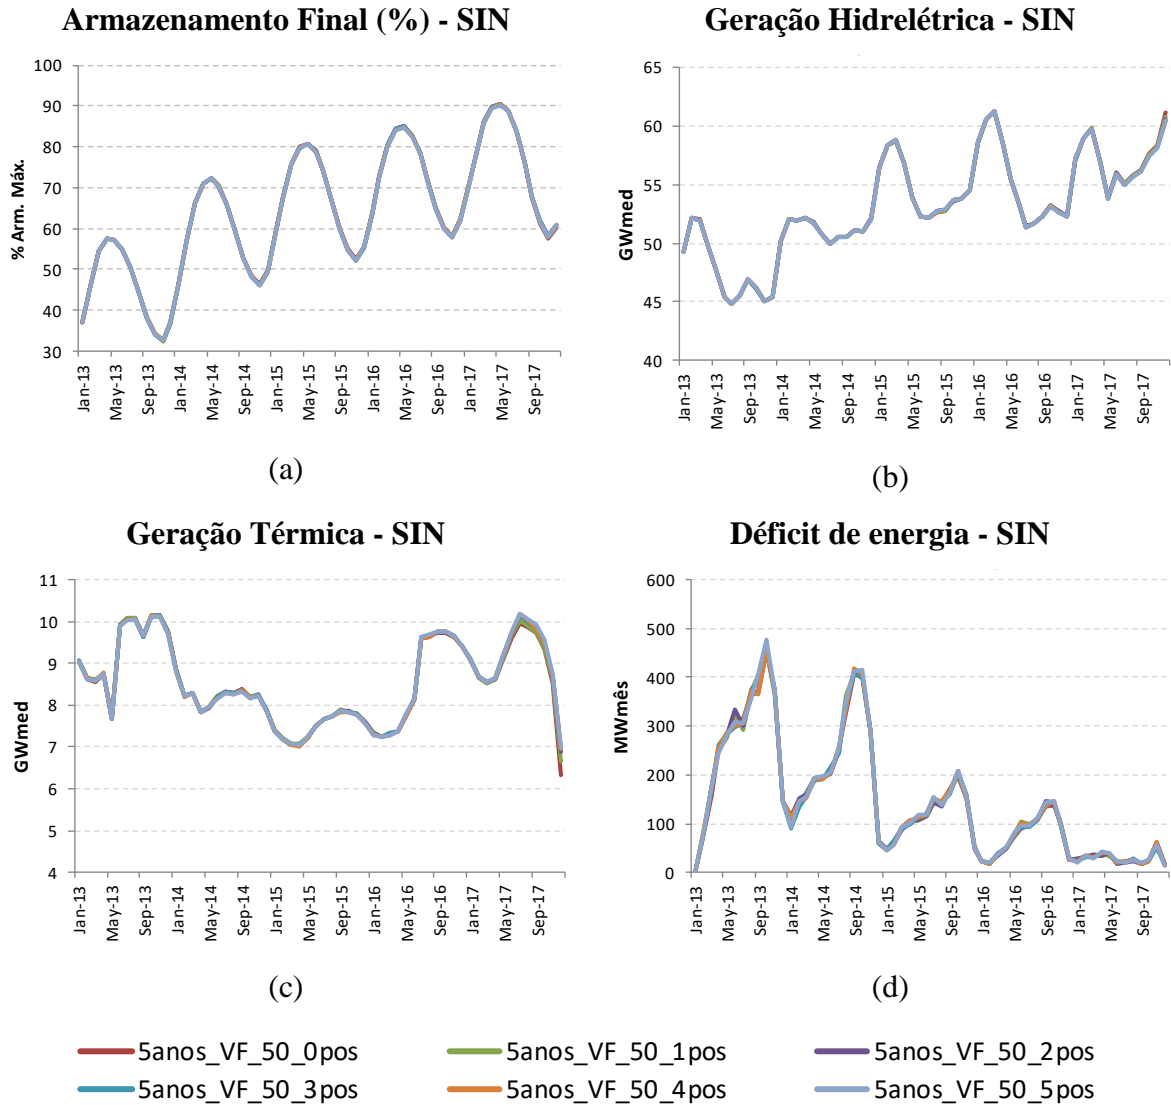 Armazenamento Final (%) - SIN
% Arm. Máx.
100
90
80
70
60
50
40
30
Jan-13
May-13
Sep-13
Jan-14
May-14
Sep-14
Jan-15
May-15
Sep-15
Jan-16
May-16
Sep-16
Jan-17
May-17
Sep-17
(a)
Geração Hidrelétrica - SIN
GWmed
65
60
55
50
45
40
Jan-13
May-13
Sep-13
Jan-14
May-14
Sep-14
Jan-15
May-15
Sep-15
Jan-16
May-16
Sep-16
Jan-17
May-17
Sep-17
(b)
Geração Térmica - SIN
GWmed
11
10
9
8
7
6
5
4
Jan-13
May-13
Sep-13
Jan-14
May-14
Sep-14
Jan-15
May-15
Sep-15
Jan-16
May-16
Sep-16
Jan-17
May-17
Sep-17
(c)
Déficit de energia - SIN
MWmês
600
500
400
300
200
100
0
Jan-13
May-13
Sep-13
Jan-14
May-14
Sep-14
Jan-15
May-15
Sep-15
Jan-16
May-16
Sep-16
Jan-17
May-17
Sep-17
(d)
5anos_VF_50_0pos
5anos_VF_50_1pos
5anos_VF_50_2pos
5anos_VF_50_3pos
5anos_VF_50_4pos
5anos_VF_50_5pos